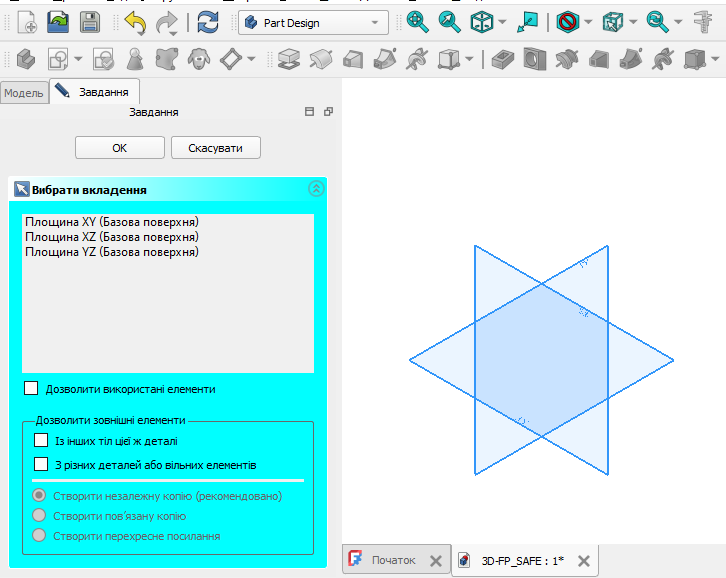 Part Design
Модель
Завдання
Завдання
OK
Скасувати
Вибрати вкладення
Площина XY (Базова поверхня)
Площина XZ (Базова поверхня)
Площина YZ (Базова поверхня)
Дозволити використані елементи
Дозволити зовнішні елементи
Із інших тіл цієї ж деталі
З різних деталей або вільних елементів
Створити незалежну копію (рекомендовано)
Створити пов'язану копію
Створити перехресне посилання
Початок
3D-FP_SAFE : 1*